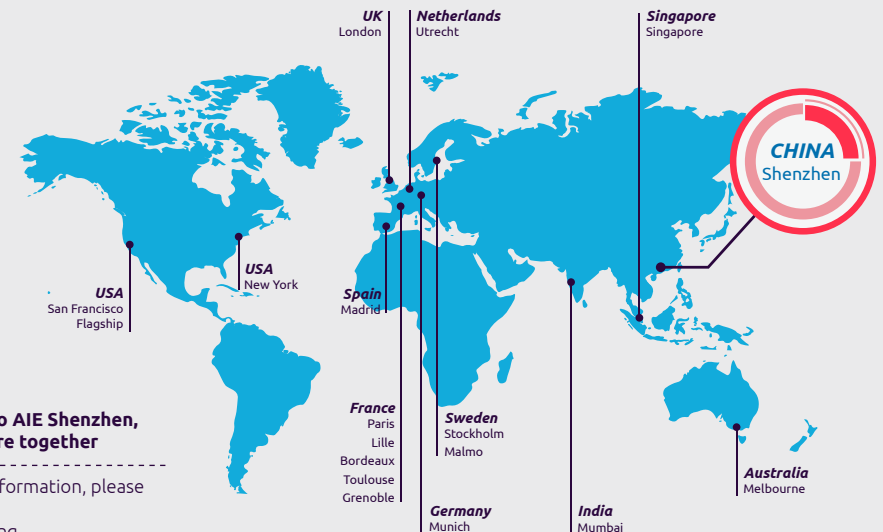 UK
London
Netherlands
Utrecht
Singapore
Singapore
CHINA
Shenzhen
USA
San Francisco
Flagship
USA
New York
Spain
Madrid
France
Paris
Lille
Bordeaux
Toulouse
Grenoble
Sweden
Stockholm
Malmo
Germany
Munich
India
Mumbai
Australia
Melbourne
o AIE Shenzhen,
re together
formation, please